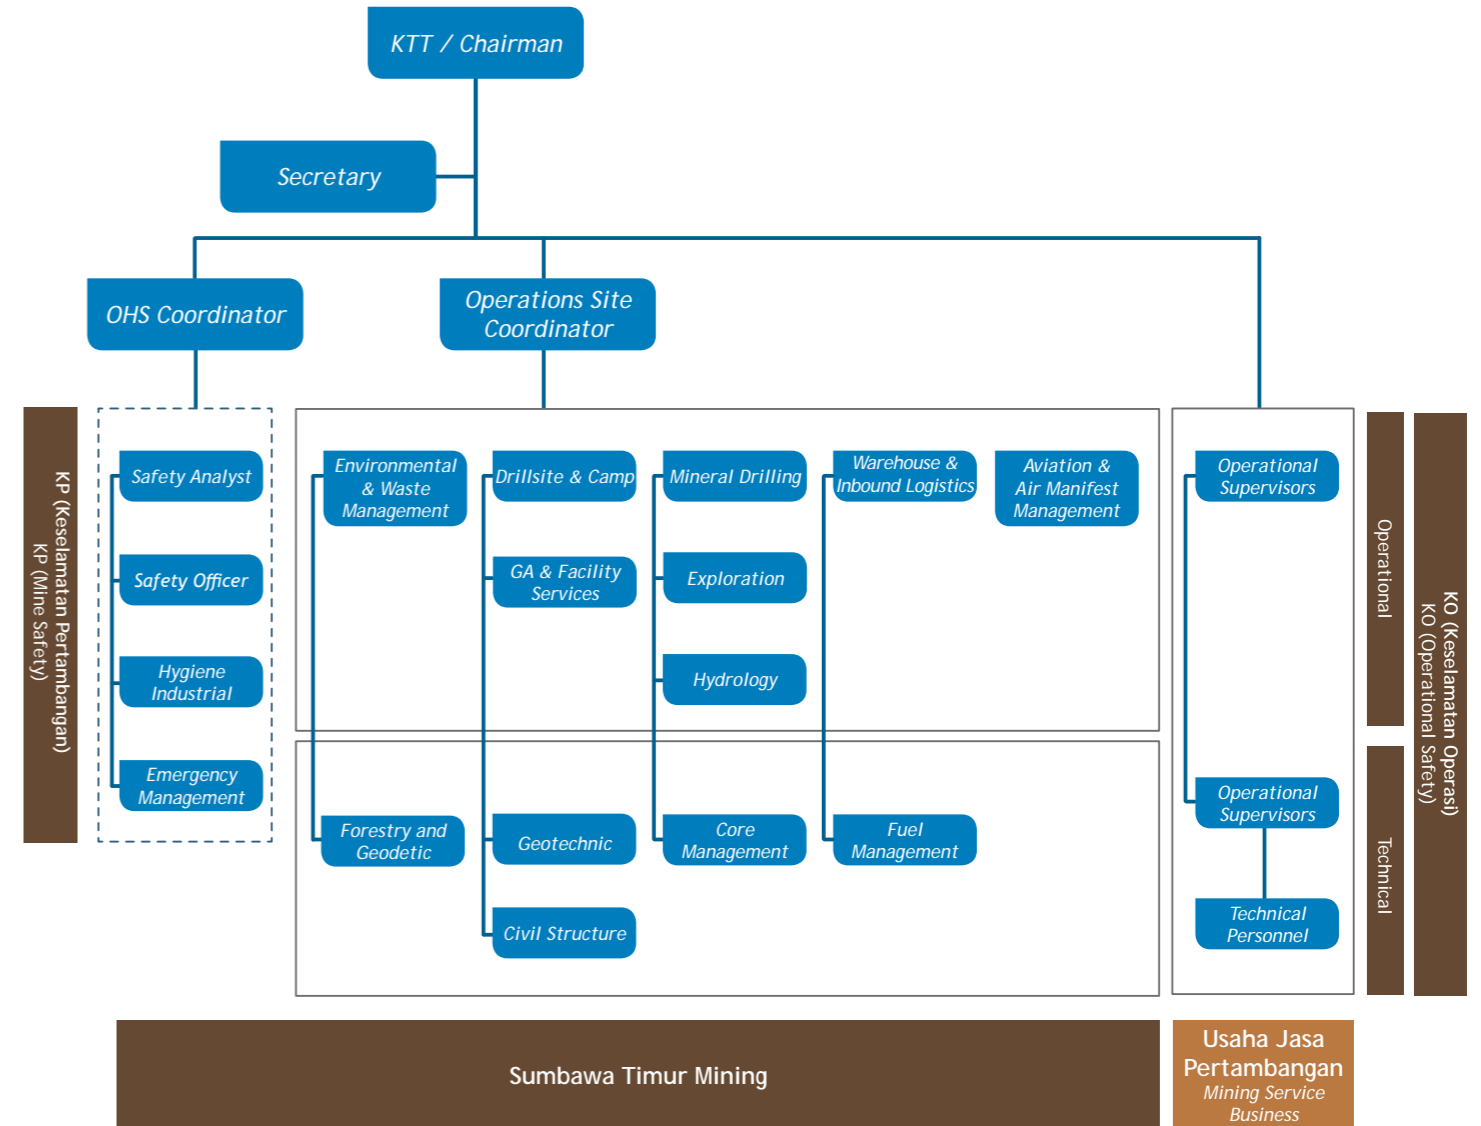 KTT / Chairman
Secretary
OHS Coordinator
Operations Site
Coordinator
KP (Keselamatan Pertambangan)
KP (Mine Safety)
Safety Analyst
Safety Officer
Hygiene
Industrial
Emergency
Management
Environmental
& Waste
Management
Drillsite & Camp
GA & Facility
Services
Mineral Drilling
Exploration
Hydrology
Warehouse &
Inbound Logistics
Aviation &
Air Manifest
Management
Forestry and
Geodetic
Geotechnic
Civil Structure
Core
Management
Fuel
Management
Operational
Supervisors
Operational
Supervisors
Technical
Personnel
Operational
Technical
KO (Keselamatan Operasi)
KO (Operational Safety)
Sumbawa Timur Mining
Usaha Jasa
Pertambangan
Mining Service
Business